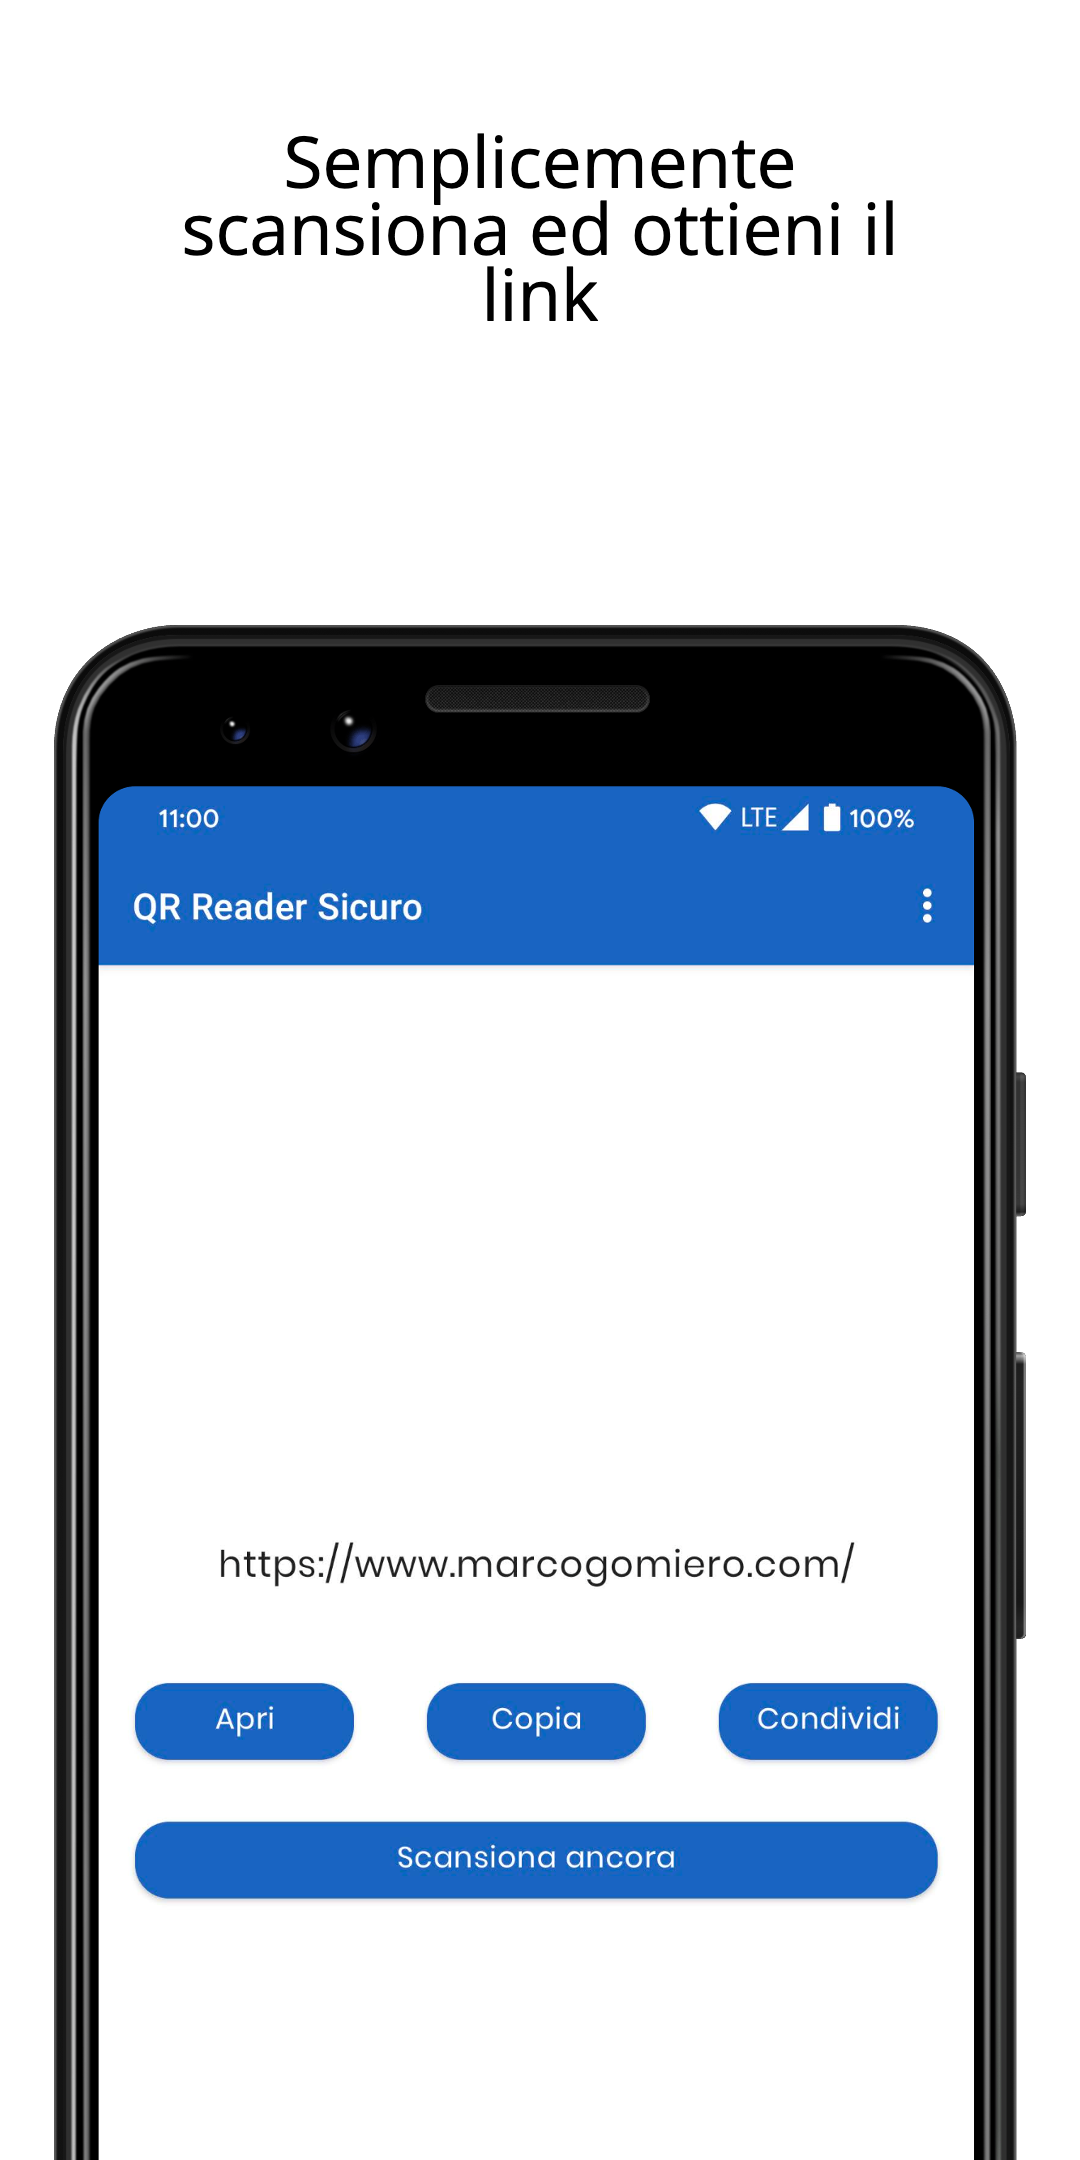 Semplicemente
scansiona ed ottieni il
link
11:00 LTE 100%
QR Reader Sicuro
https://www.marcogomiero.com/
Apri Copia Condividi
Scansiona ancora